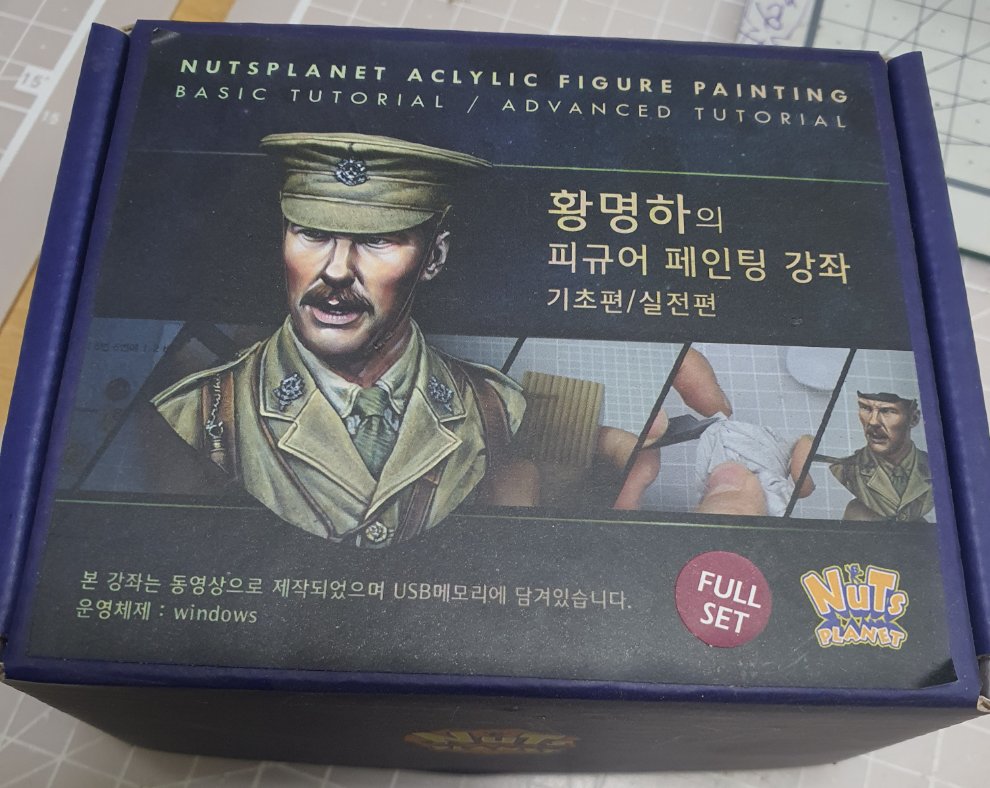 NUTSPLANET ACLYLIC FIGURE PAINTING
BASIC TUTORIAL / ADVANCED TUTORIAL
황명하의
피규어 페인팅 강좌
기초편/실전편
본 강좌는 동영상으로 제작되었으며 USB메모리에 담겨있습니다.
운영체제 : windows
FULL
SET
NUTS
PLANET
NUTS
15